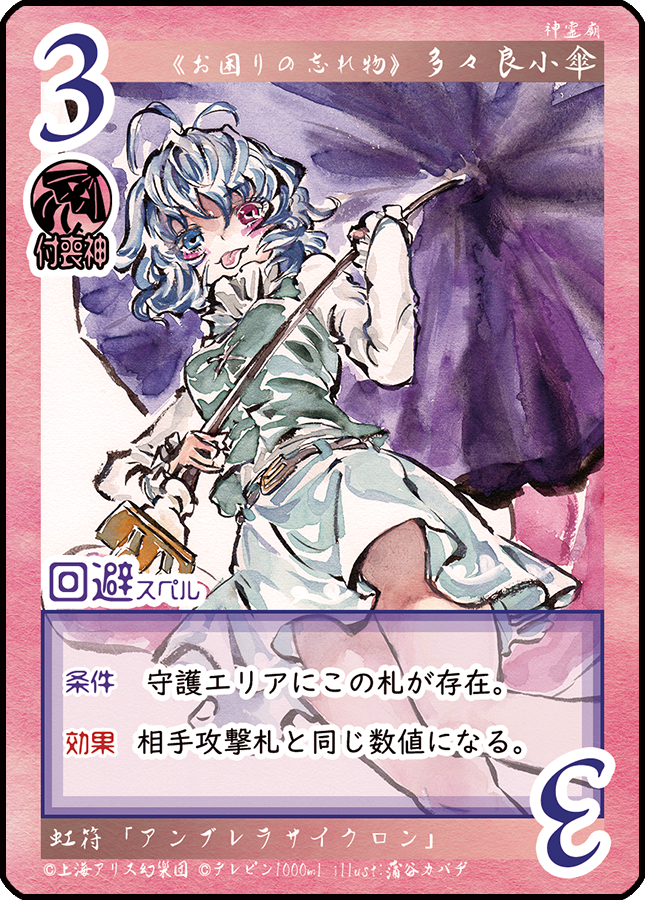 神霊廟
3
《お困りの忘れ物》 多々良小傘
付喪神
回避スペル
条件 守護エリアにこの札が存在。
効果 相手攻撃札と同じ数値になる。
3
虹符「アンブレラサイクロン」
©上海アリス幻樂団 ©テレピン1000ml illust:蒲谷カバヂ